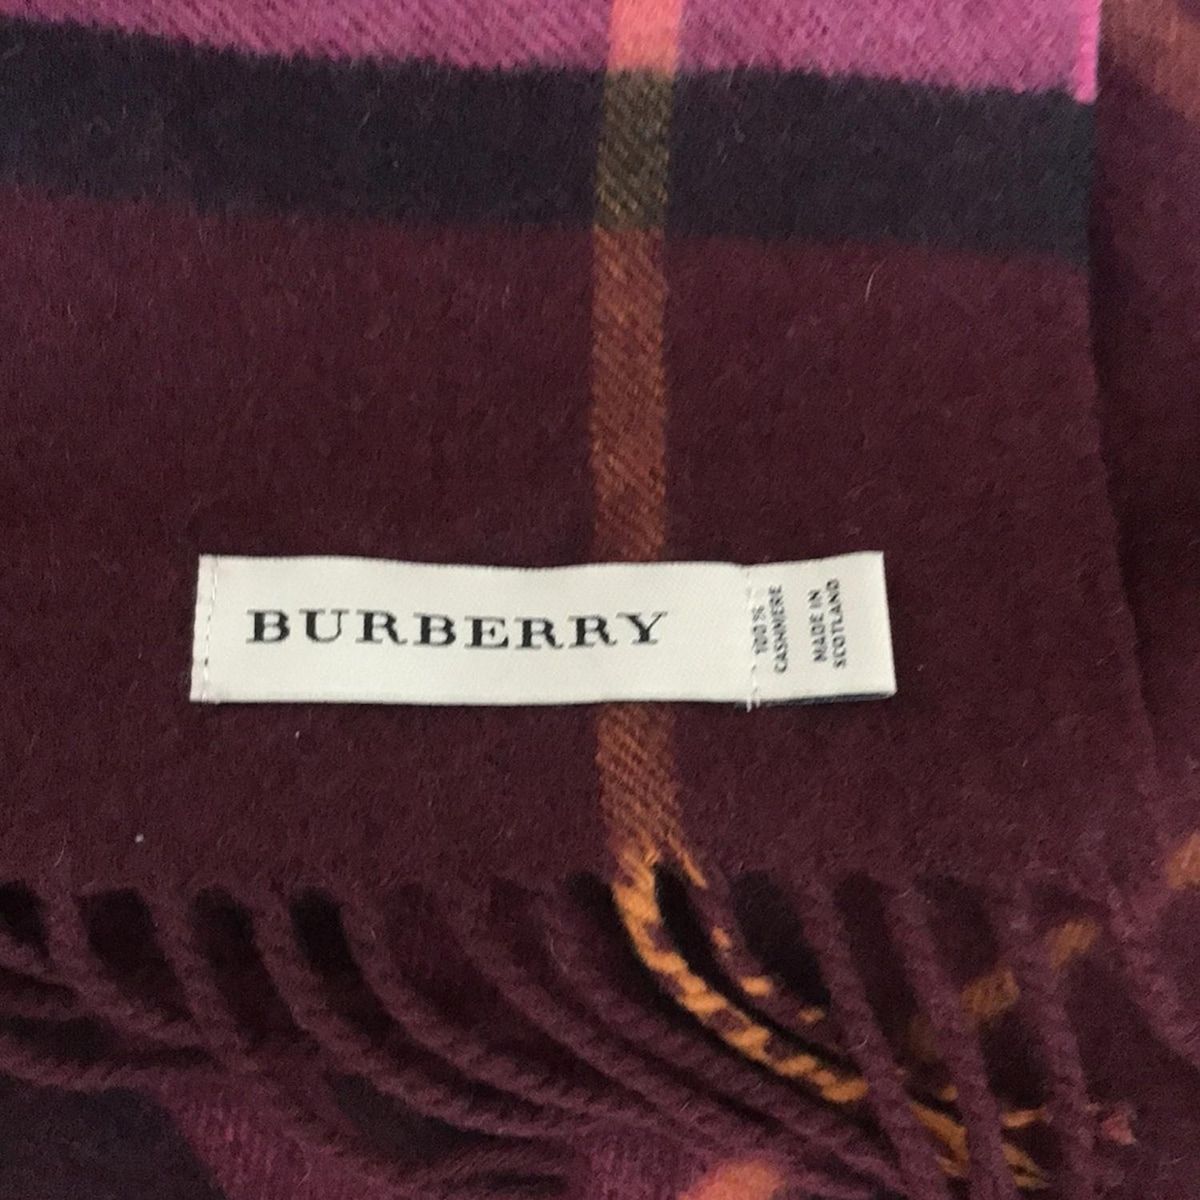 BURBERRY
100%
CASHMERE
MADE IN
SCOTLAND